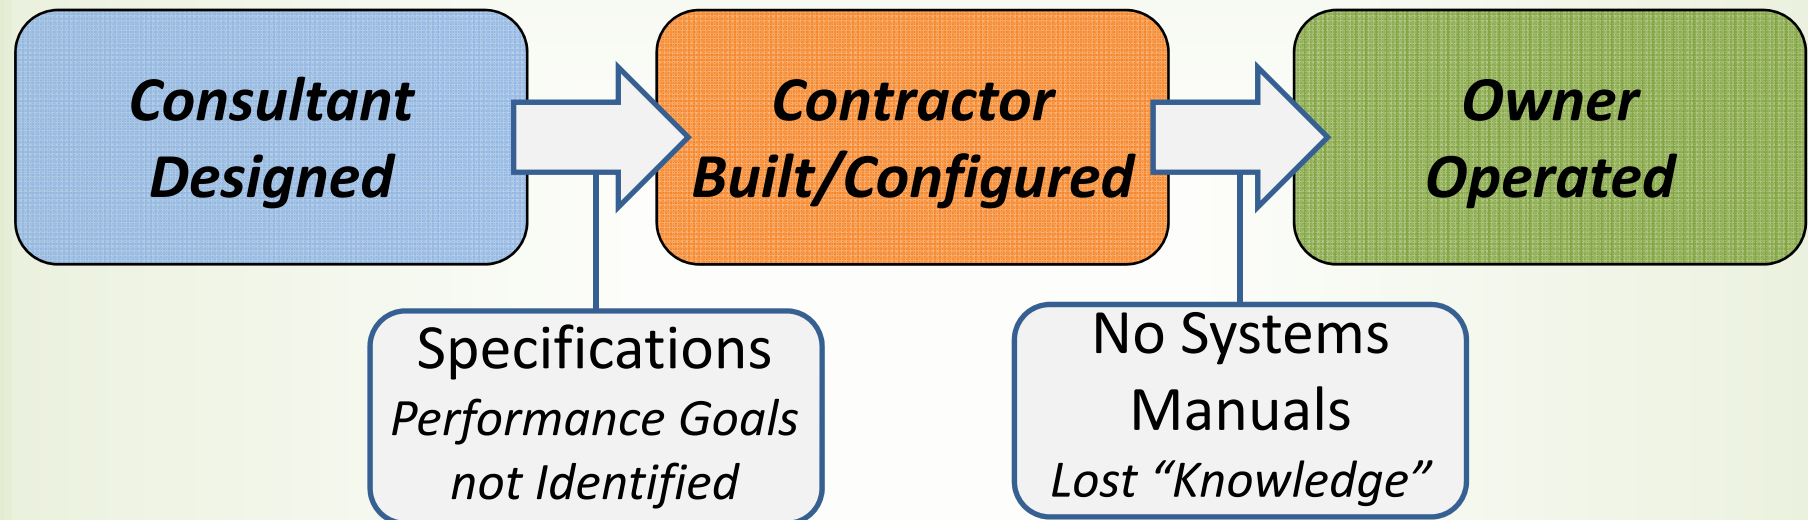 Consultant
Designed
Contractor
Built/Configured
Owner
Operated
Specifications
Performance Goals
not Identified
No Systems
Manuals
Lost “Knowledge”